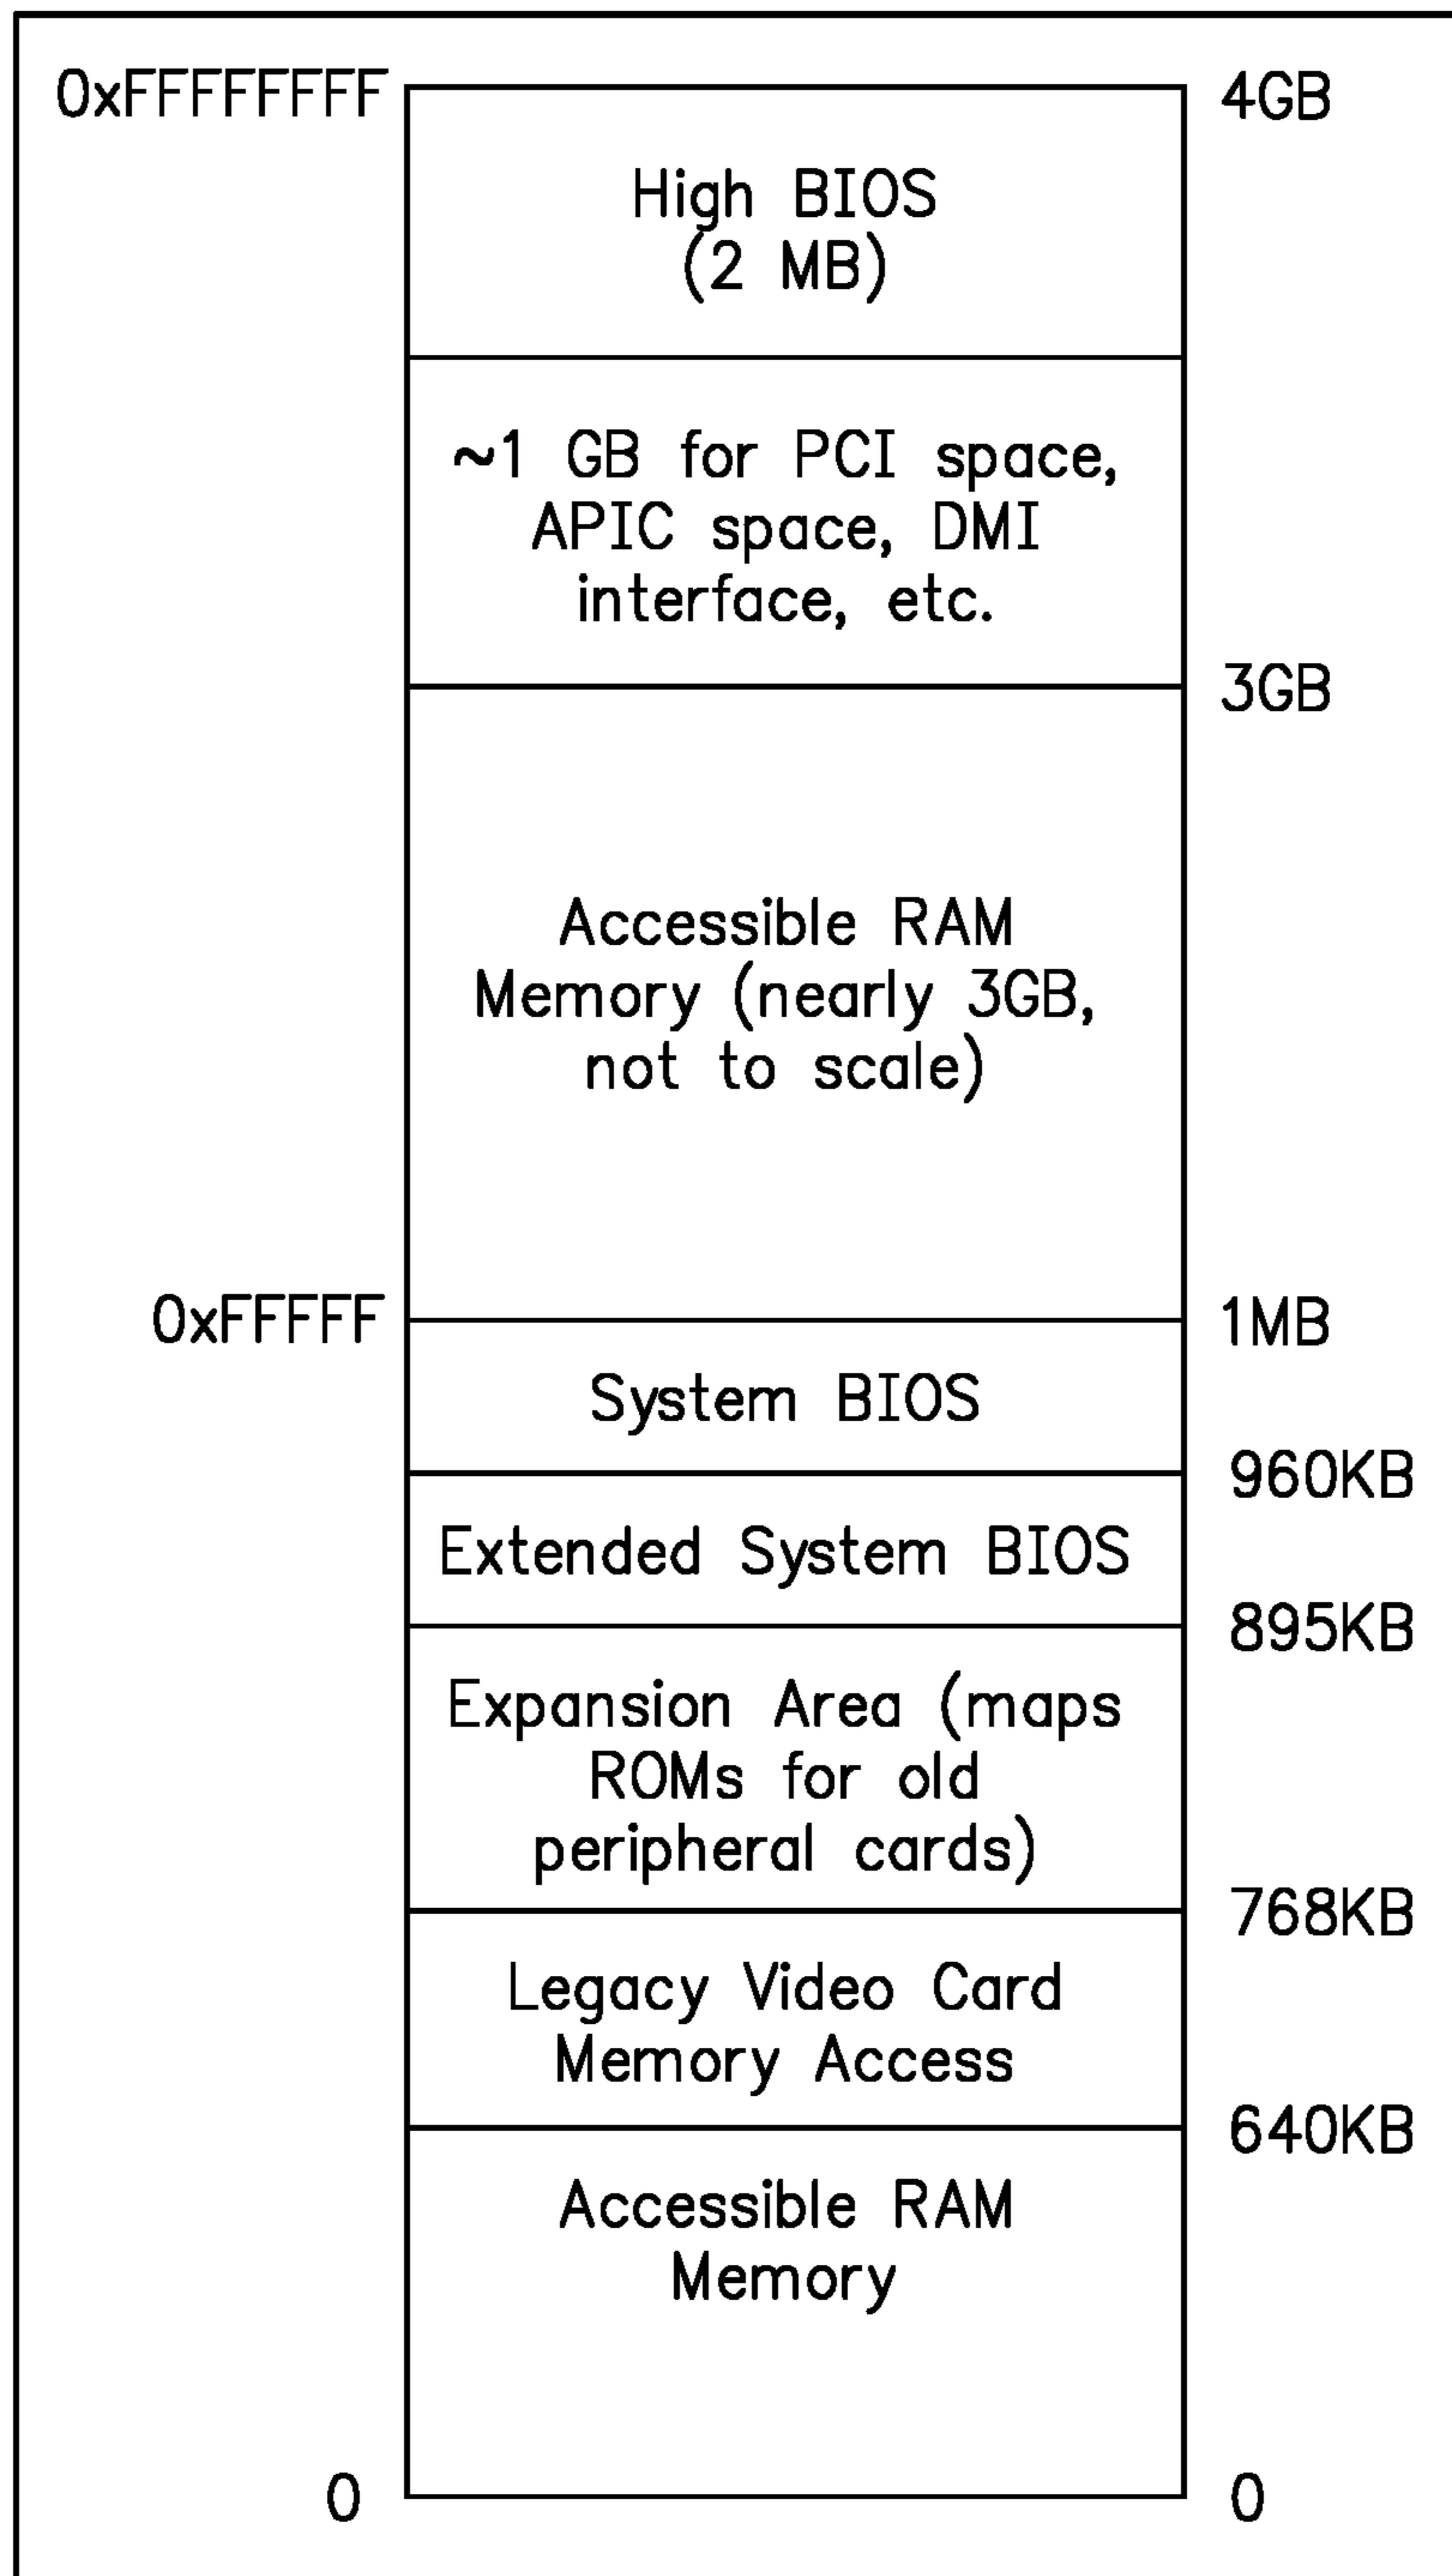 0xFFFFFFFF
4GB
High BIOS
(2 MB)
~1 GB for PCI space,
APIC space, DMI
interface, etc.
3GB
Accessible RAM
Memory (nearly 3GB,
not to scale)
0xFFFFF
1MB
System BIOS
960KB
Extended System BIOS
895KB
Expansion Area (maps
ROMs for old
peripheral cards)
768KB
Legacy Video Card
Memory Access
640KB
Accessible RAM
Memory
0
0